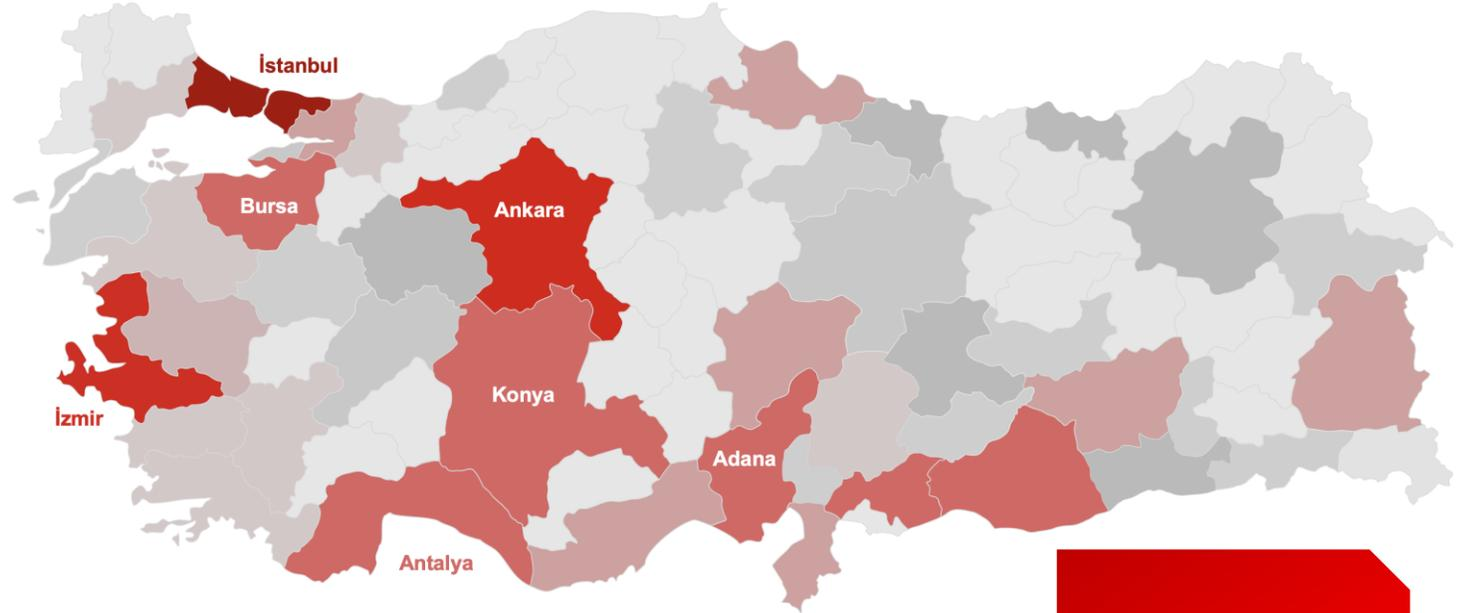 İstanbul
Bursa
Ankara
Konya
İzmir
Adana
Antalya